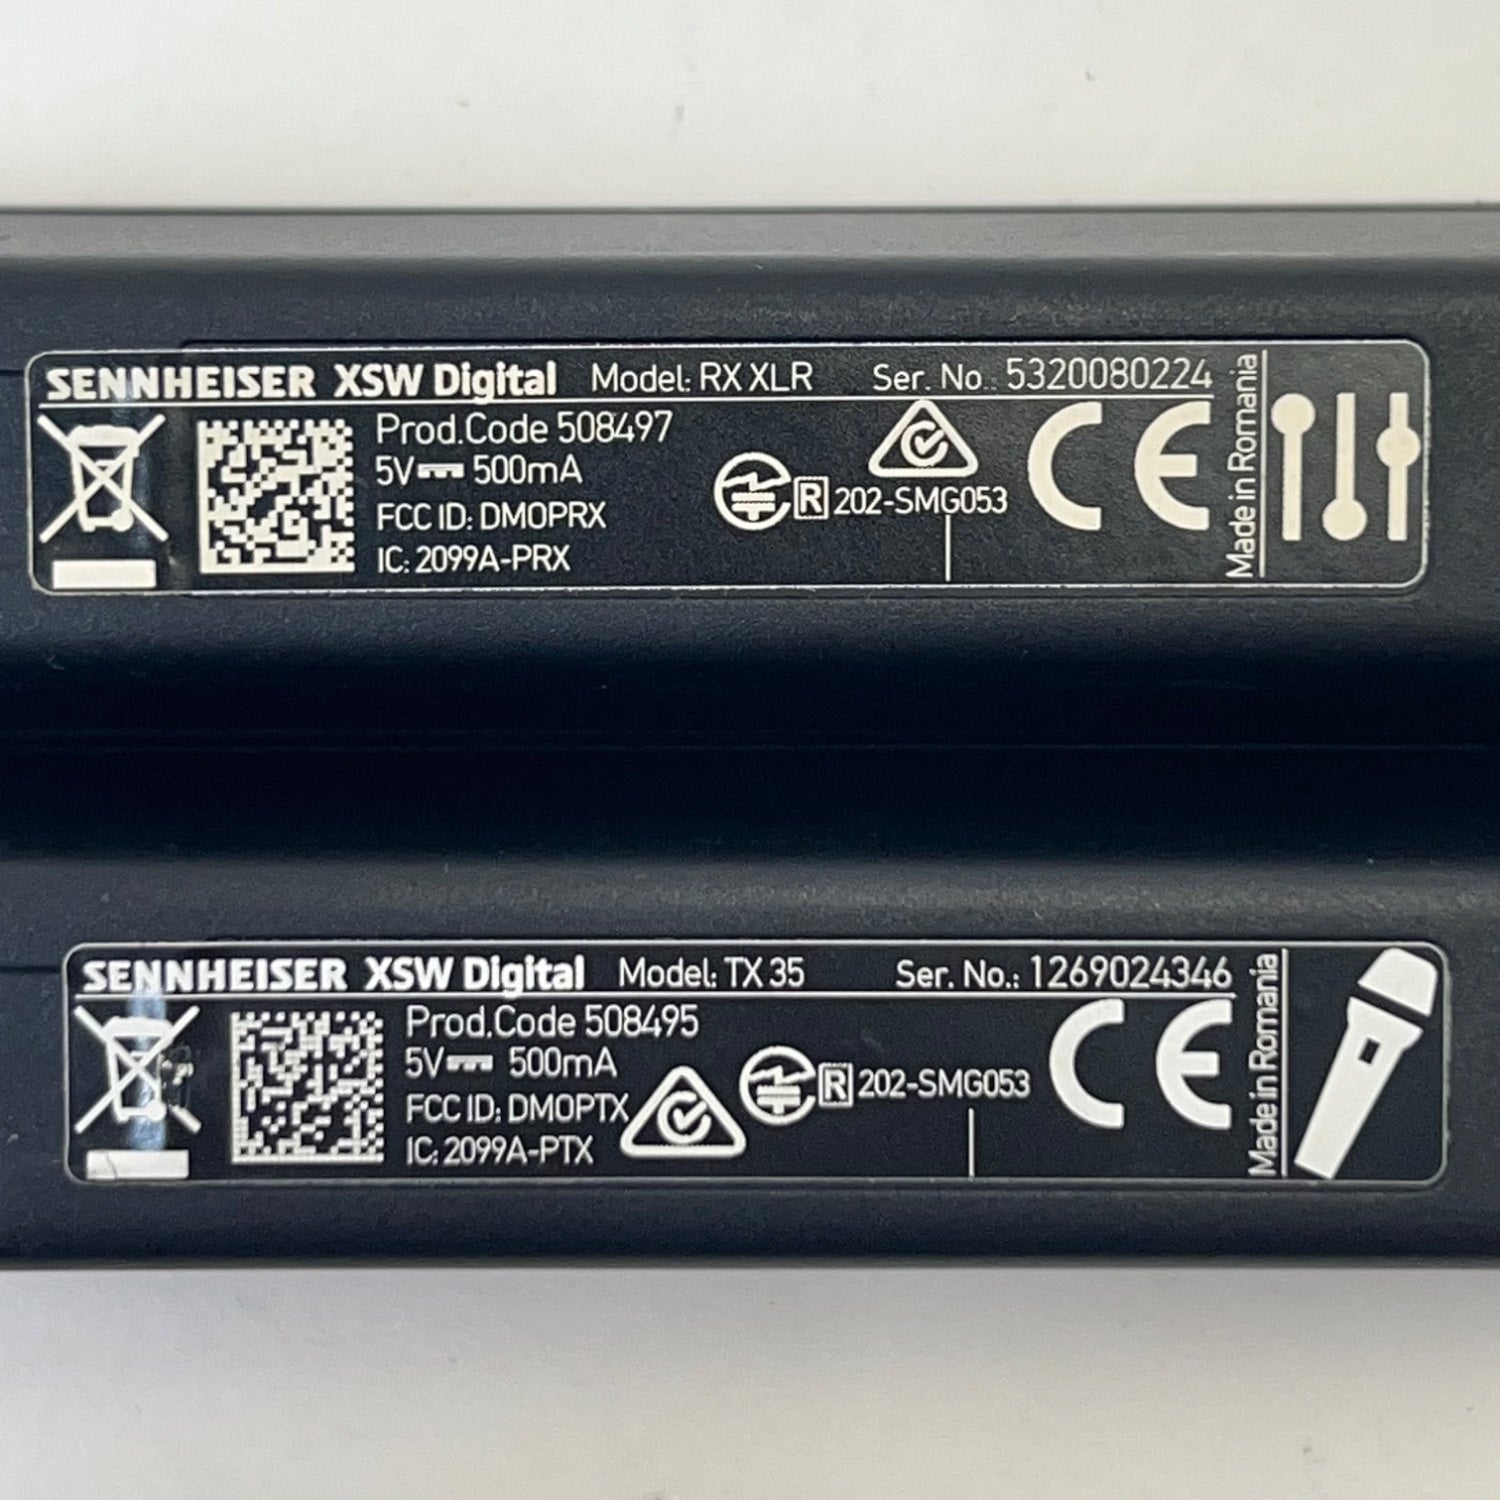 SENNHEISER XSW Digital Model: RX XLR Ser. No.: 5320080224
Prod.Code 508497
5V 500mA
FCC ID: DMOPRX
IC: 2099A-PRX
R 202-SMG053
CE
Made in Romania
SENNHEISER XSW Digital Model: TX 35 Ser. No.: 1269024346
Prod.Code 508495
5V 500mA
FCC ID: DMOPTX
IC: 2099A-PTX
R 202-SMG053
CE
Made in Romania